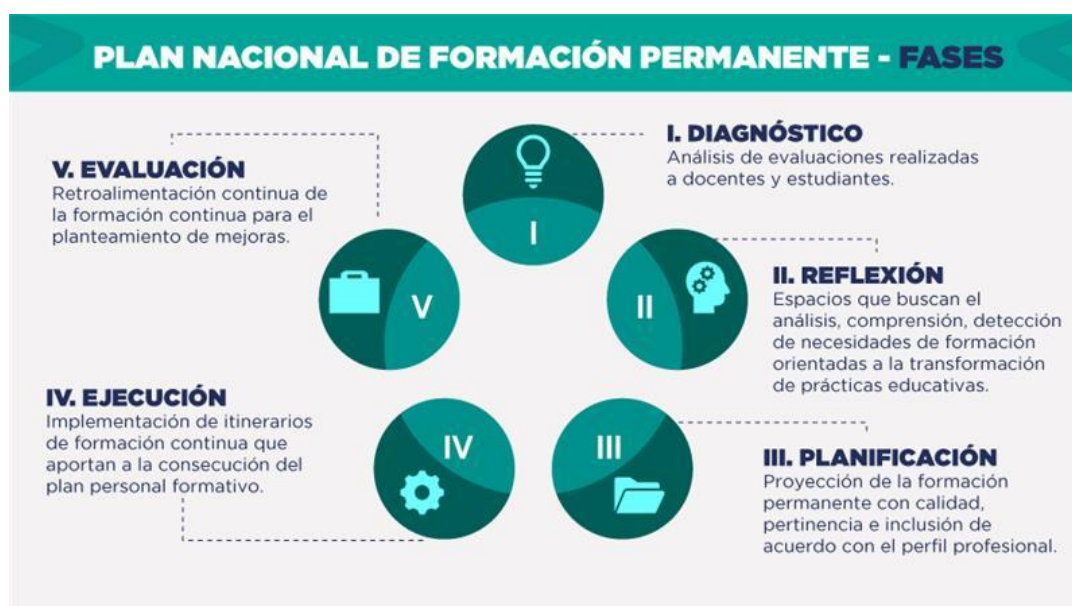 PLAN NACIONAL DE FORMACIÓN PERMANENTE - FASES
I
I. DIAGNÓSTICO
Análisis de evaluaciones realizadas
a docentes y estudiantes.
II
II. REFLEXIÓN
Espacios que buscan el
análisis, comprensión, detección
de necesidades de formación
orientadas a la transformación
de prácticas educativas.
III
III. PLANIFICACIÓN
Proyección de la formación
permanente con calidad,
pertinencia e inclusión de
acuerdo con el perfil profesional.
IV
IV. EJECUCIÓN
Implementación de itinerarios
de formación continua que
aportan a la consecución del
plan personal formativo.
V
V. EVALUACIÓN
Retroalimentación continua de
la formación continua para el
planteamiento de mejoras.